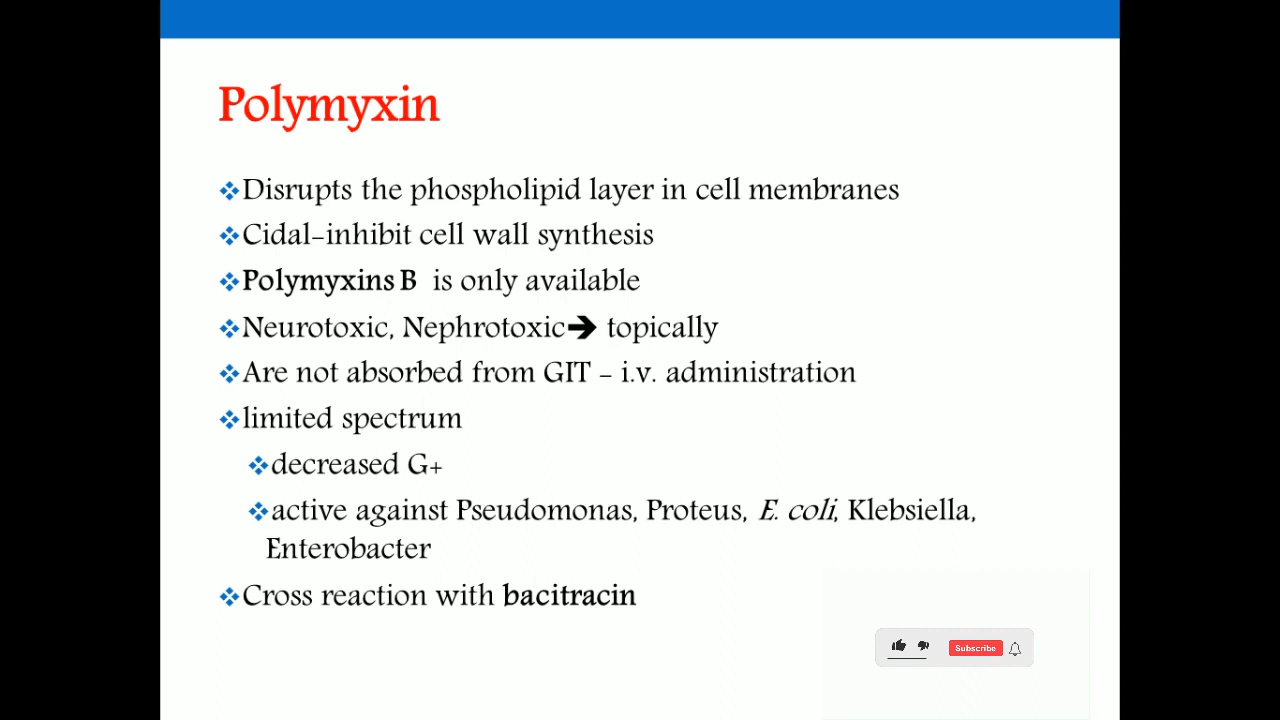 Polymyxin
❖Disrupts the phospholipid layer in cell membranes
❖Cidal-inhibit cell wall synthesis
❖Polymyxins B is only available
❖Neurotoxic, Nephrotoxic➔ topically
❖Are not absorbed from GIT – i.v. administration
❖limited spectrum
❖decreased G+
❖active against Pseudomonas, Proteus, E. coli, Klebsiella,
Enterobacter
❖Cross reaction with bacitracin
Subscribe